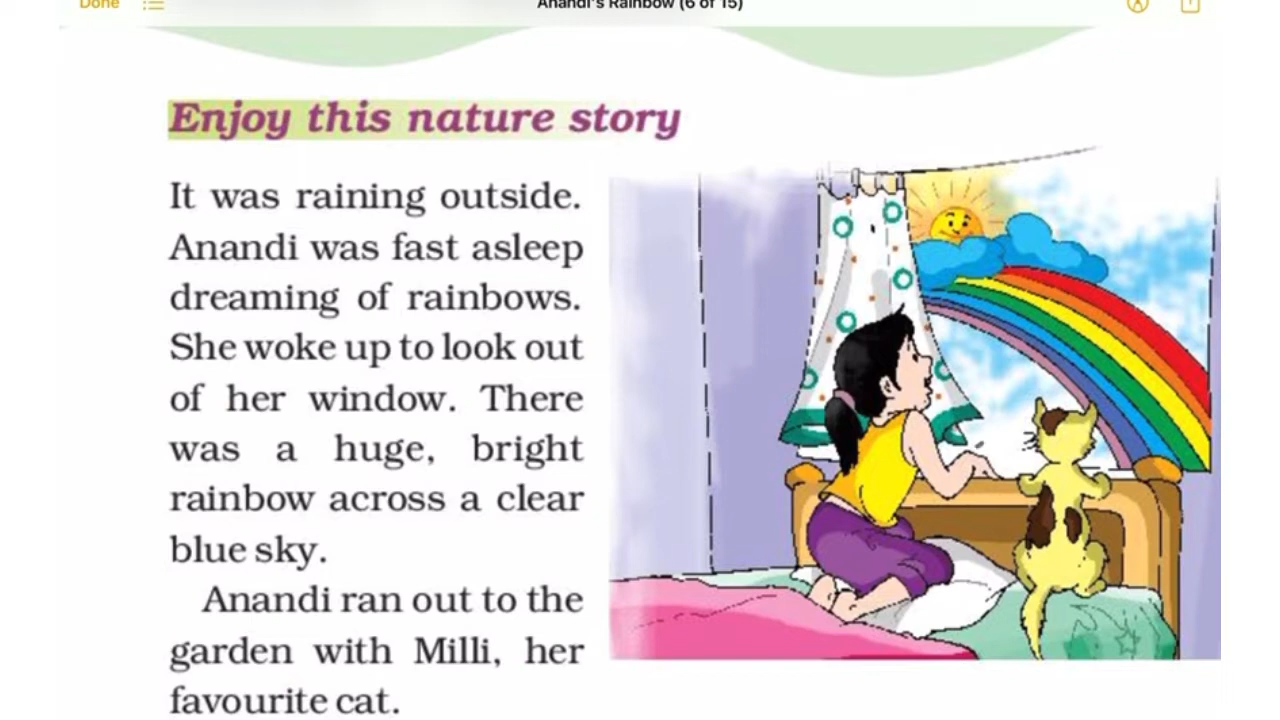 Done
Anandi's Rainbow (6 of 15)
Enjoy this nature story
It was raining outside.
Anandi was fast asleep
dreaming of rainbows.
She woke up to look out
of her window. There
was a huge, bright
rainbow across a clear
blue sky.
Anandi ran out to the
garden with Milli, her
favourite cat.